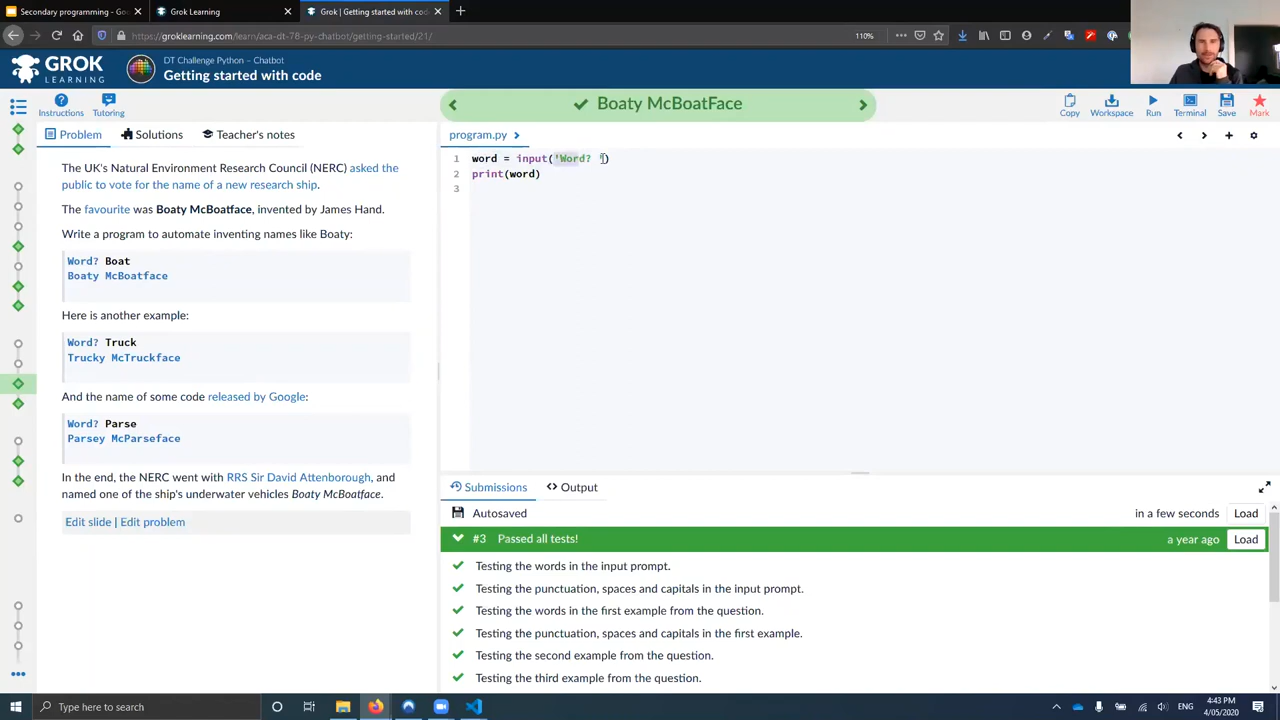 Secondary programming - Goo
Grok Learning
Grok | Getting started with code
https://groklearning.com/learn/aca-dt-78-py-chatbot/getting-started/21/
110%
GROK
LEARNING
DT Challenge Python – Chatbot
Getting started with code
Instructions
Tutoring
Boaty McBoatFace
Copy
Workspace
Run
Terminal
Save
Mark
Problem
Solutions
Teacher's notes
program.py
The UK's Natural Environment Research Council (NERC) asked the
public to vote for the name of a new research ship.
The favourite was Boaty McBoatface, invented by James Hand.
Write a program to automate inventing names like Boaty:
Word? Boat
Boaty McBoatface
Here is another example:
Word? Truck
Trucky McTruckface
And the name of some code released by Google:
Word? Parse
Parsey McParseface
In the end, the NERC went with RRS Sir David Attenborough, and
named one of the ship's underwater vehicles Boaty McBoatface.
Edit slide | Edit problem
1 word = input('Word? ')
2 print(word)
3
Submissions
Output
Autosaved
in a few seconds
Load
#3 Passed all tests!
a year ago
Load
Testing the words in the input prompt.
Testing the punctuation, spaces and capitals in the input prompt.
Testing the words in the first example from the question.
Testing the punctuation, spaces and capitals in the first example.
Testing the second example from the question.
Testing the third example from the question.
Type here to search
ENG
4:43 PM
4/05/2020